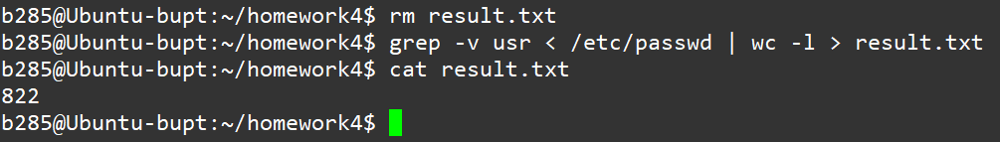 b285@Ubuntu-bupt:~/homework4$ rm result.txt
b285@Ubuntu-bupt:~/homework4$ grep -v usr < /etc/passwd | wc -l > result.txt
b285@Ubuntu-bupt:~/homework4$ cat result.txt
822
b285@Ubuntu-bupt:~/homework4$